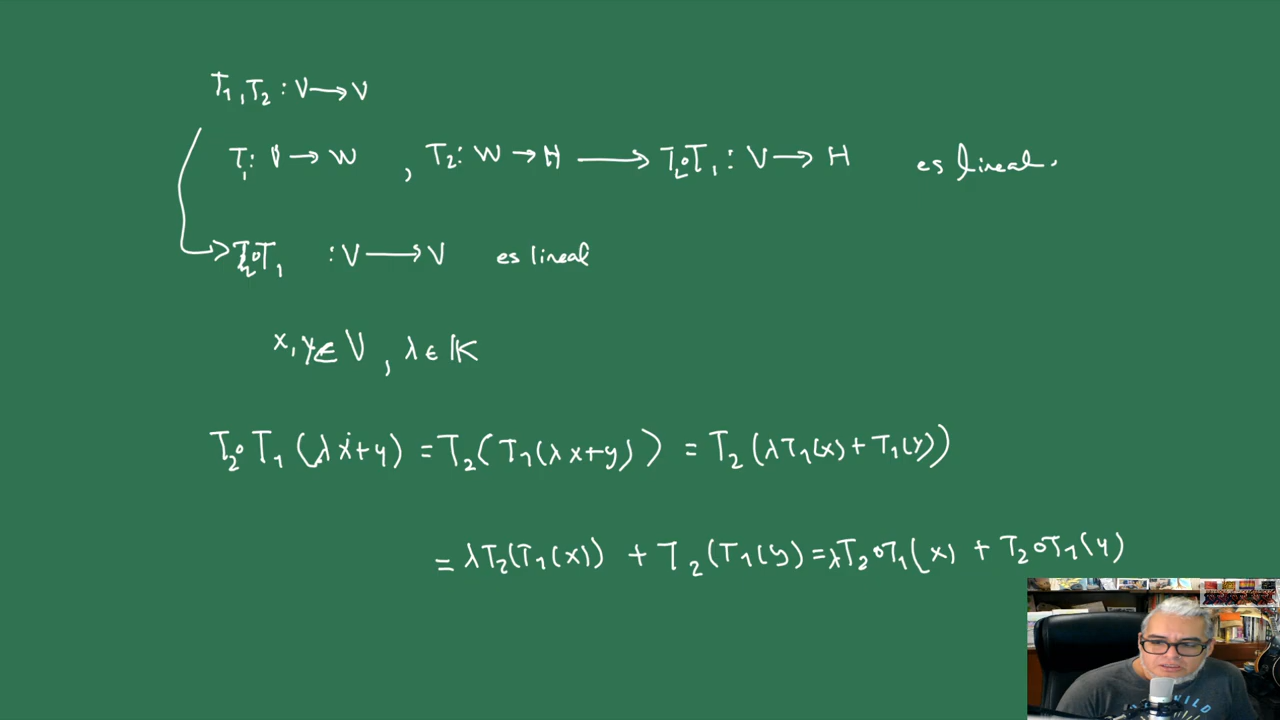 T₁, T₂ : V → V
T₁: V → W , T₂: W → H → T₂∘T₁ : V → H es lineal.
T₂∘T₁ : V → V es lineal
x, y ∈ V , λ ∈ K
T₂∘T₁(λx+y) = T₂(T₁(λx+y)) = T₂(λT₁(x)+T₁(y))
= λT₂(T₁(x)) + T₂(T₁(y) = λT₂∘T₁(x) + T₂∘T₁(y)